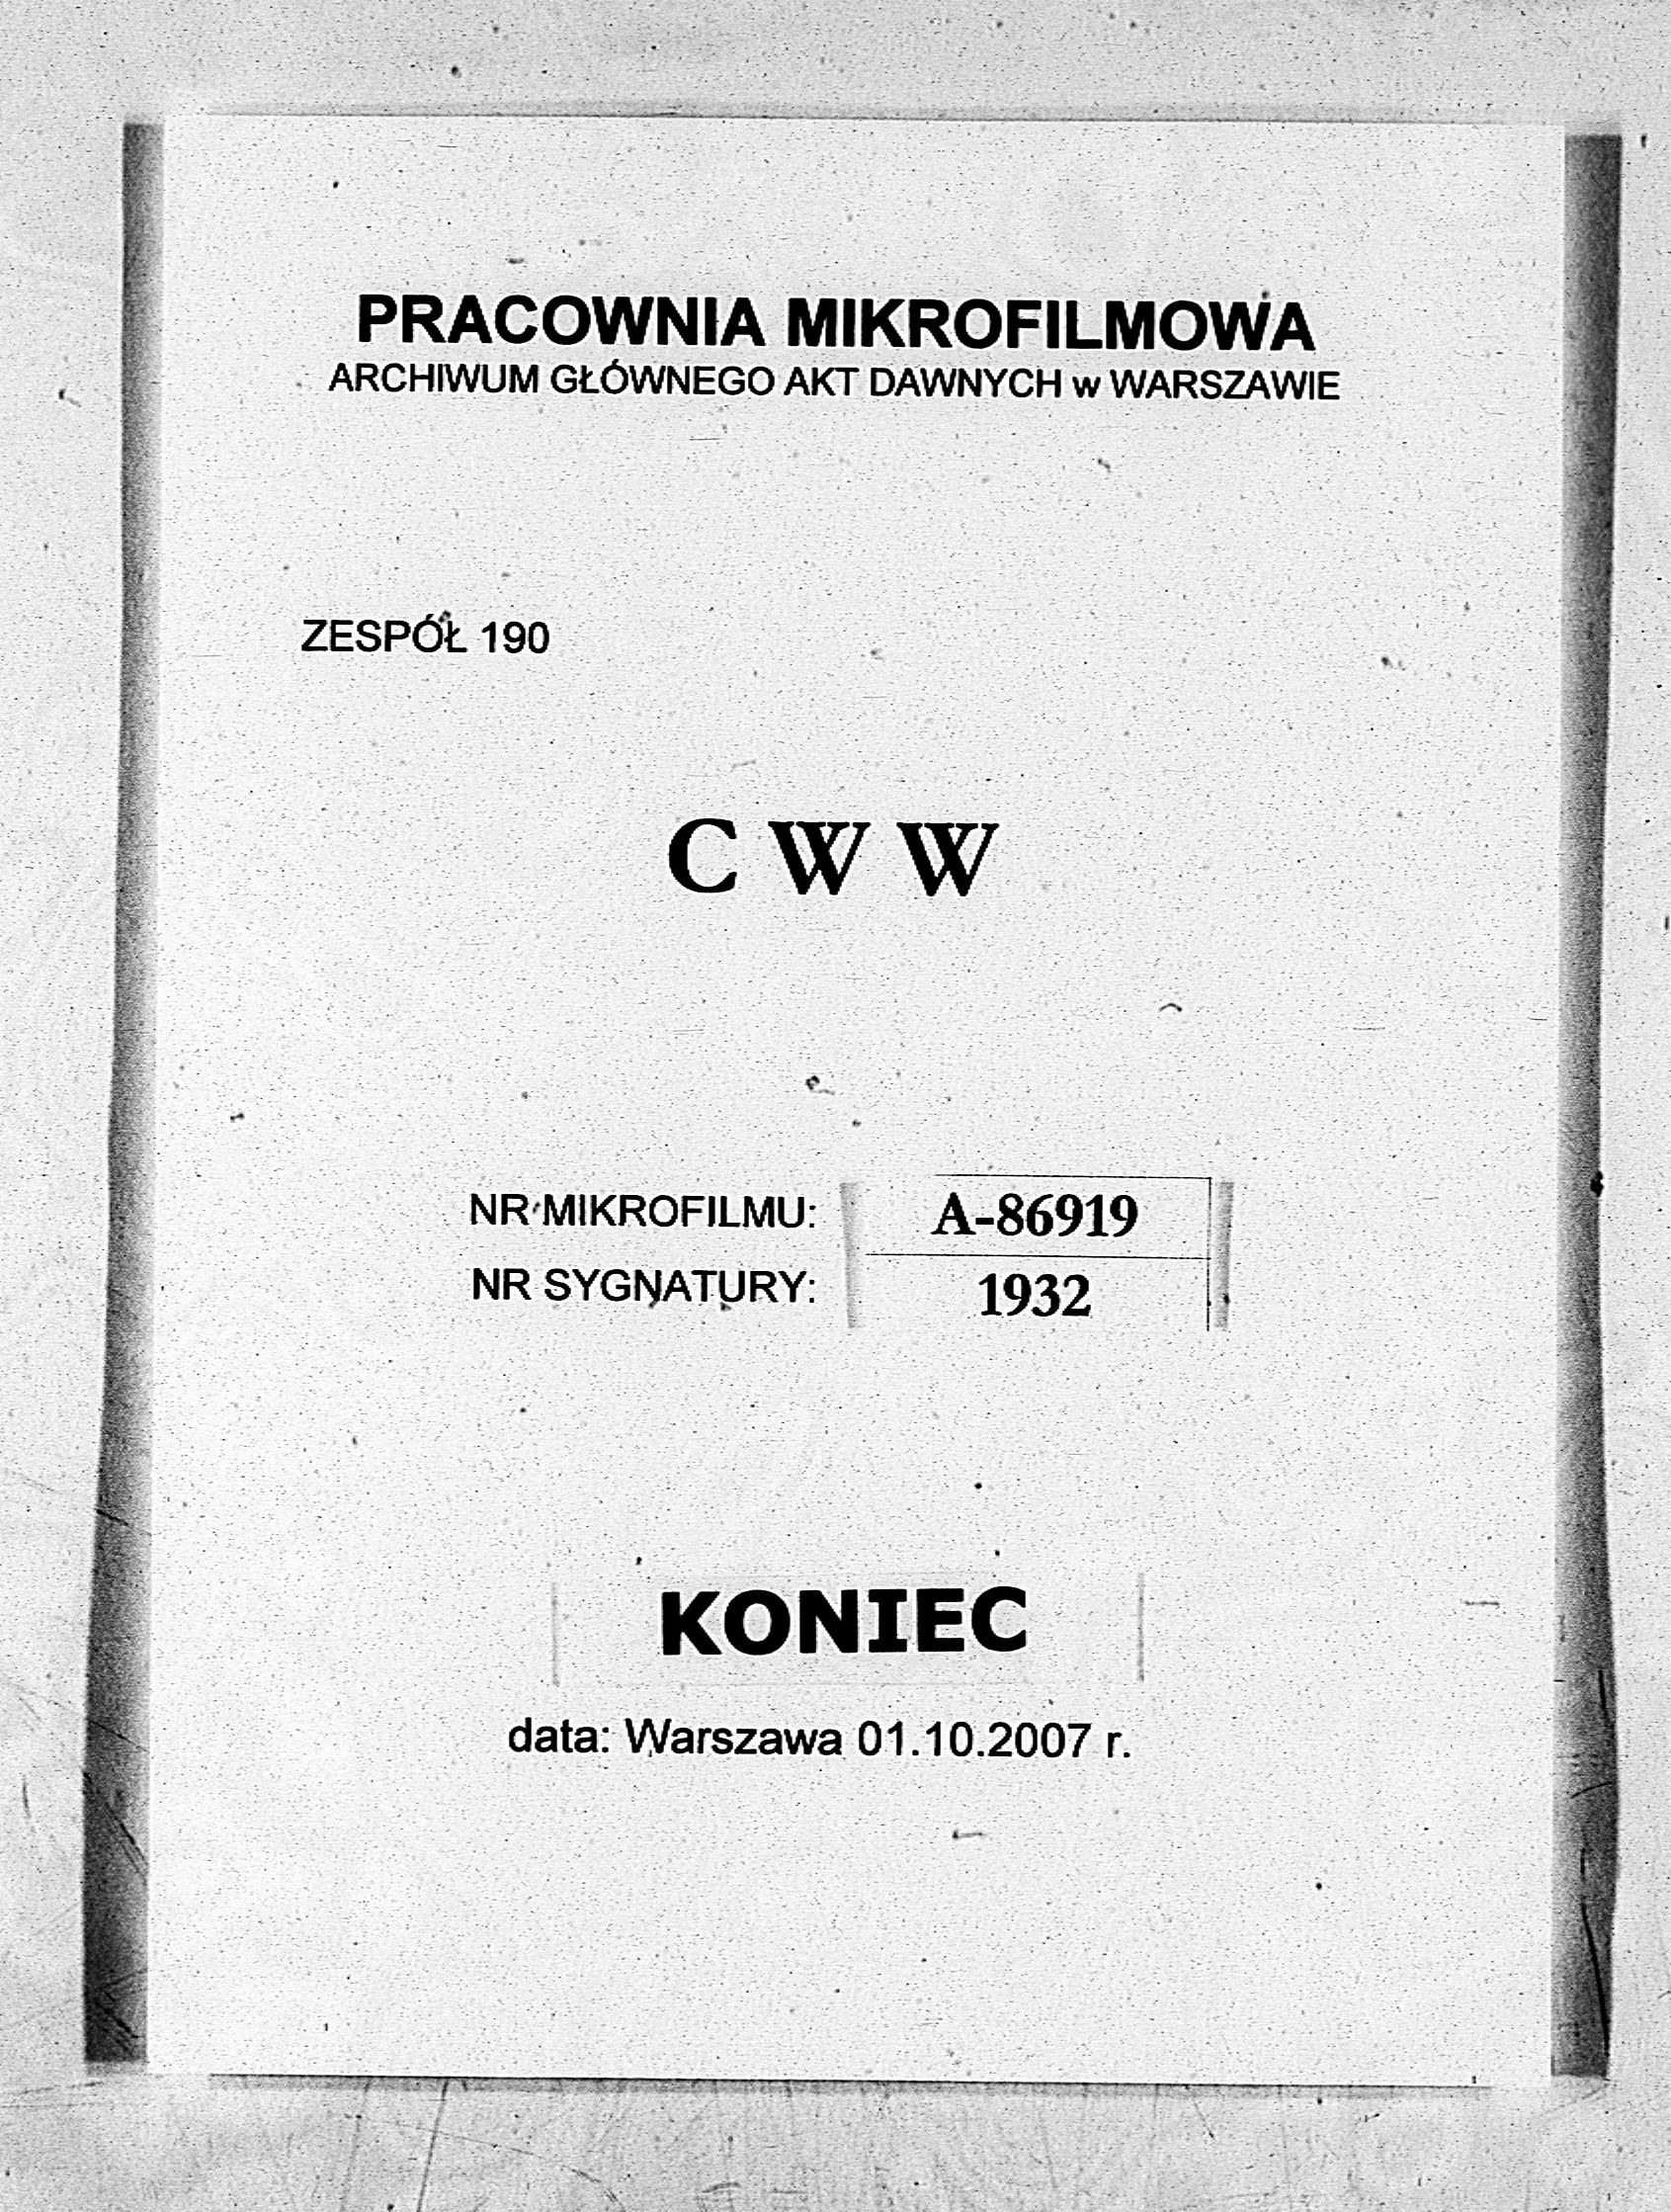 PRACOWNIA MIKROFILMOWA
ARCHIWUM GŁÓWNEGO AKT DAWNYCH w WARSZAWIE
ZESPÓŁ 190
C W W
NR MIKROFILMU: A-86919
NR SYGNATURY: 1932
KONIEC
data: Warszawa 01.10.2007 r.